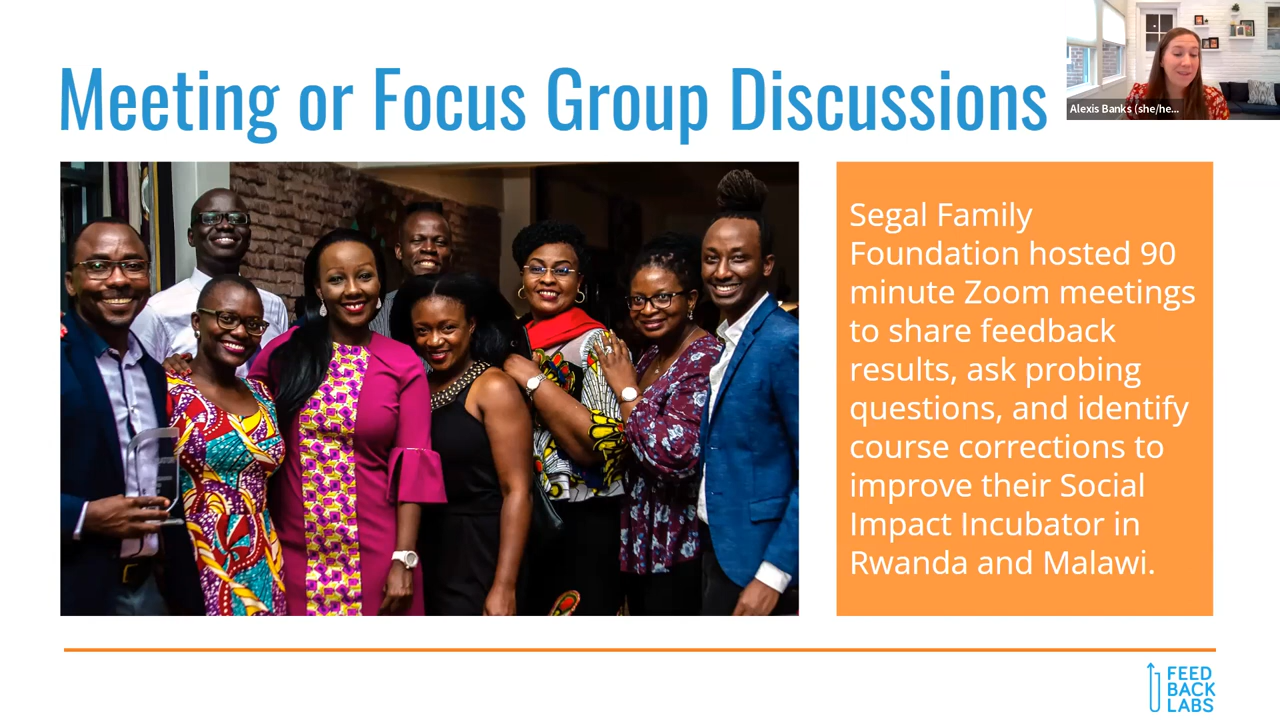 Meeting or Focus Group Discussions
Alexis Banks (she/he...
Segal Family
Foundation hosted 90
minute Zoom meetings
to share feedback
results, ask probing
questions, and identify
course corrections to
improve their Social
Impact Incubator in
Rwanda and Malawi.
FEED
BACK
LABS